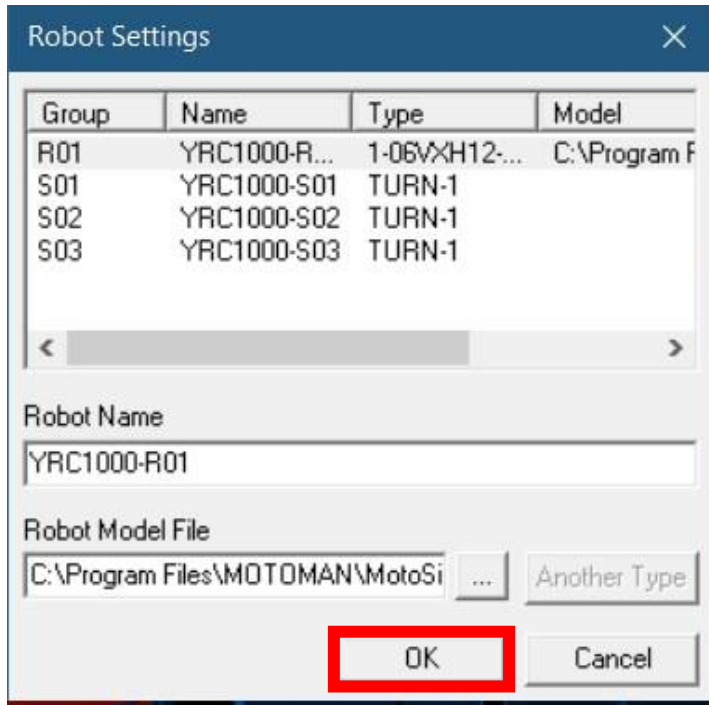 Robot Settings
Group Name Type Model
R01 YRC1000-R... 1-06VXH12-... C:\Program F
S01 YRC1000-S01 TURN-1
S02 YRC1000-S02 TURN-1
S03 YRC1000-S03 TURN-1
Robot Name
YRC1000-R01
Robot Model File
C:\Program Files\MOTOMAN\MotoSi ... Another Type
OK Cancel